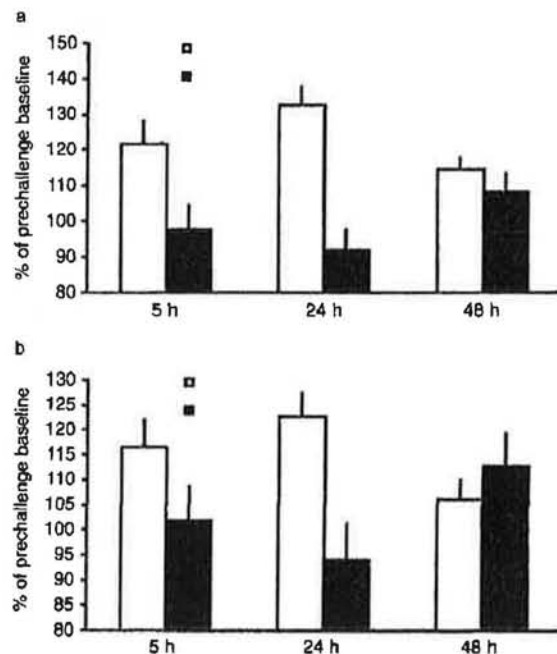 a
% of prechallenge baseline
150
140
130
120
110
100
90
80
5 h
24 h
48 h
b
% of prechallenge baseline
130
125
120
115
110
105
100
95
90
85
80
5 h
24 h
48 h